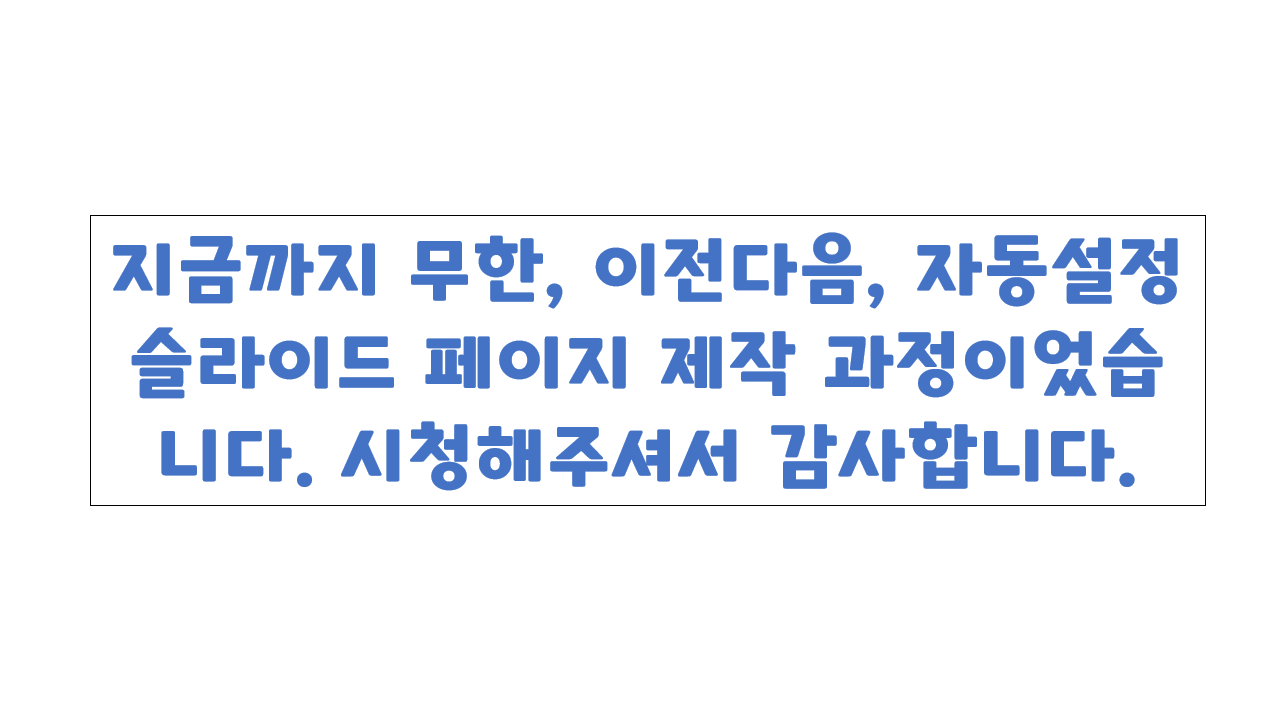 지금까지 무한, 이전다음, 자동설정
슬라이드 페이지 제작 과정이었습
니다. 시청해주셔서 감사합니다.